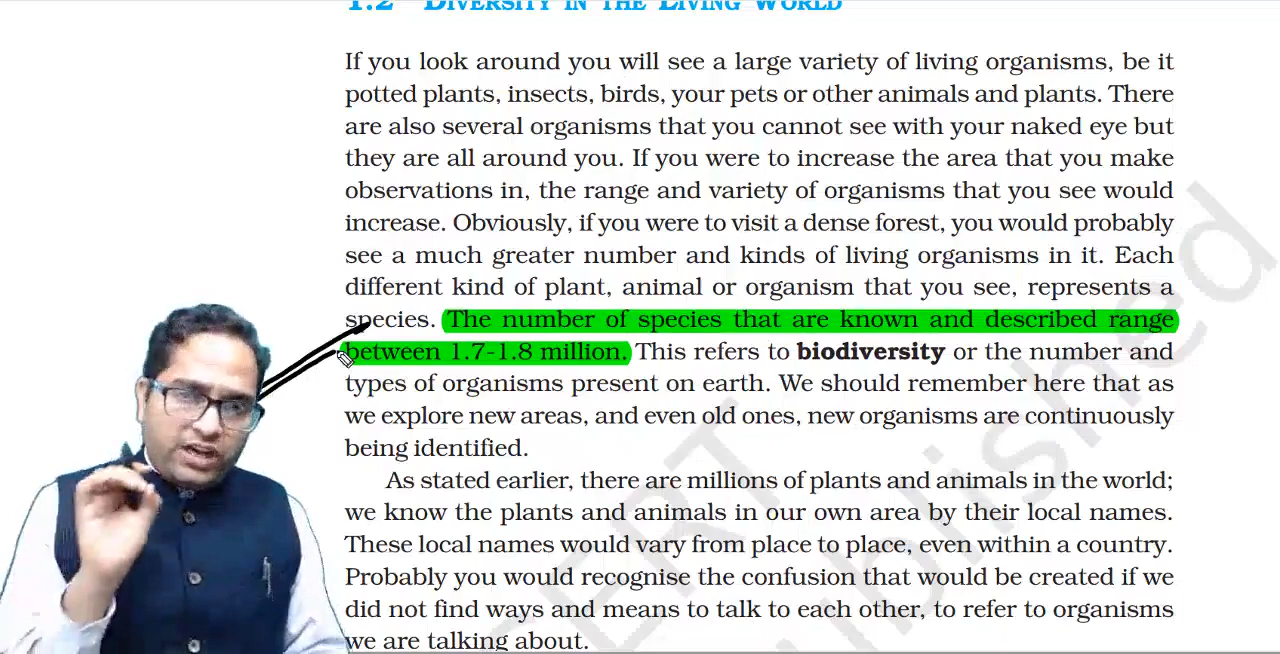 1.2 DIVERSITY IN THE LIVING WORLD
If you look around you will see a large variety of living organisms, be it
potted plants, insects, birds, your pets or other animals and plants. There
are also several organisms that you cannot see with your naked eye but
they are all around you. If you were to increase the area that you make
observations in, the range and variety of organisms that you see would
increase. Obviously, if you were to visit a dense forest, you would probably
see a much greater number and kinds of living organisms in it. Each
different kind of plant, animal or organism that you see, represents a
species. The number of species that are known and described range
between 1.7-1.8 million. This refers to biodiversity or the number and
types of organisms present on earth. We should remember here that as
we explore new areas, and even old ones, new organisms are continuously
being identified.
As stated earlier, there are millions of plants and animals in the world;
we know the plants and animals in our own area by their local names.
These local names would vary from place to place, even within a country.
Probably you would recognise the confusion that would be created if we
did not find ways and means to talk to each other, to refer to organisms
we are talking about.